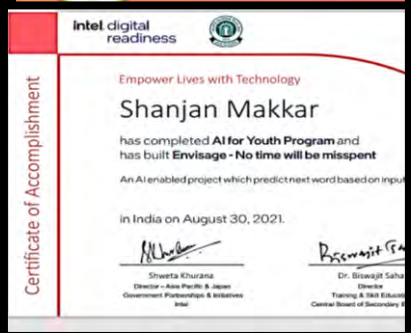 intel digital
readiness
Certificate of Accomplishment
Empower Lives with Technology
Shanjan Makkar
has completed AI for Youth Program and
has built Envisage - No time will be misspent
An AI enabled project which predict next word based on input
in India on August 30, 2021.
Shweta Khurana
Director – Asia Pacific & Japan
Government Partnerships & Initiatives
Intel
Dr. Biswajit Saha
Director
Training & Skill Educati
Central Board of Secondary E